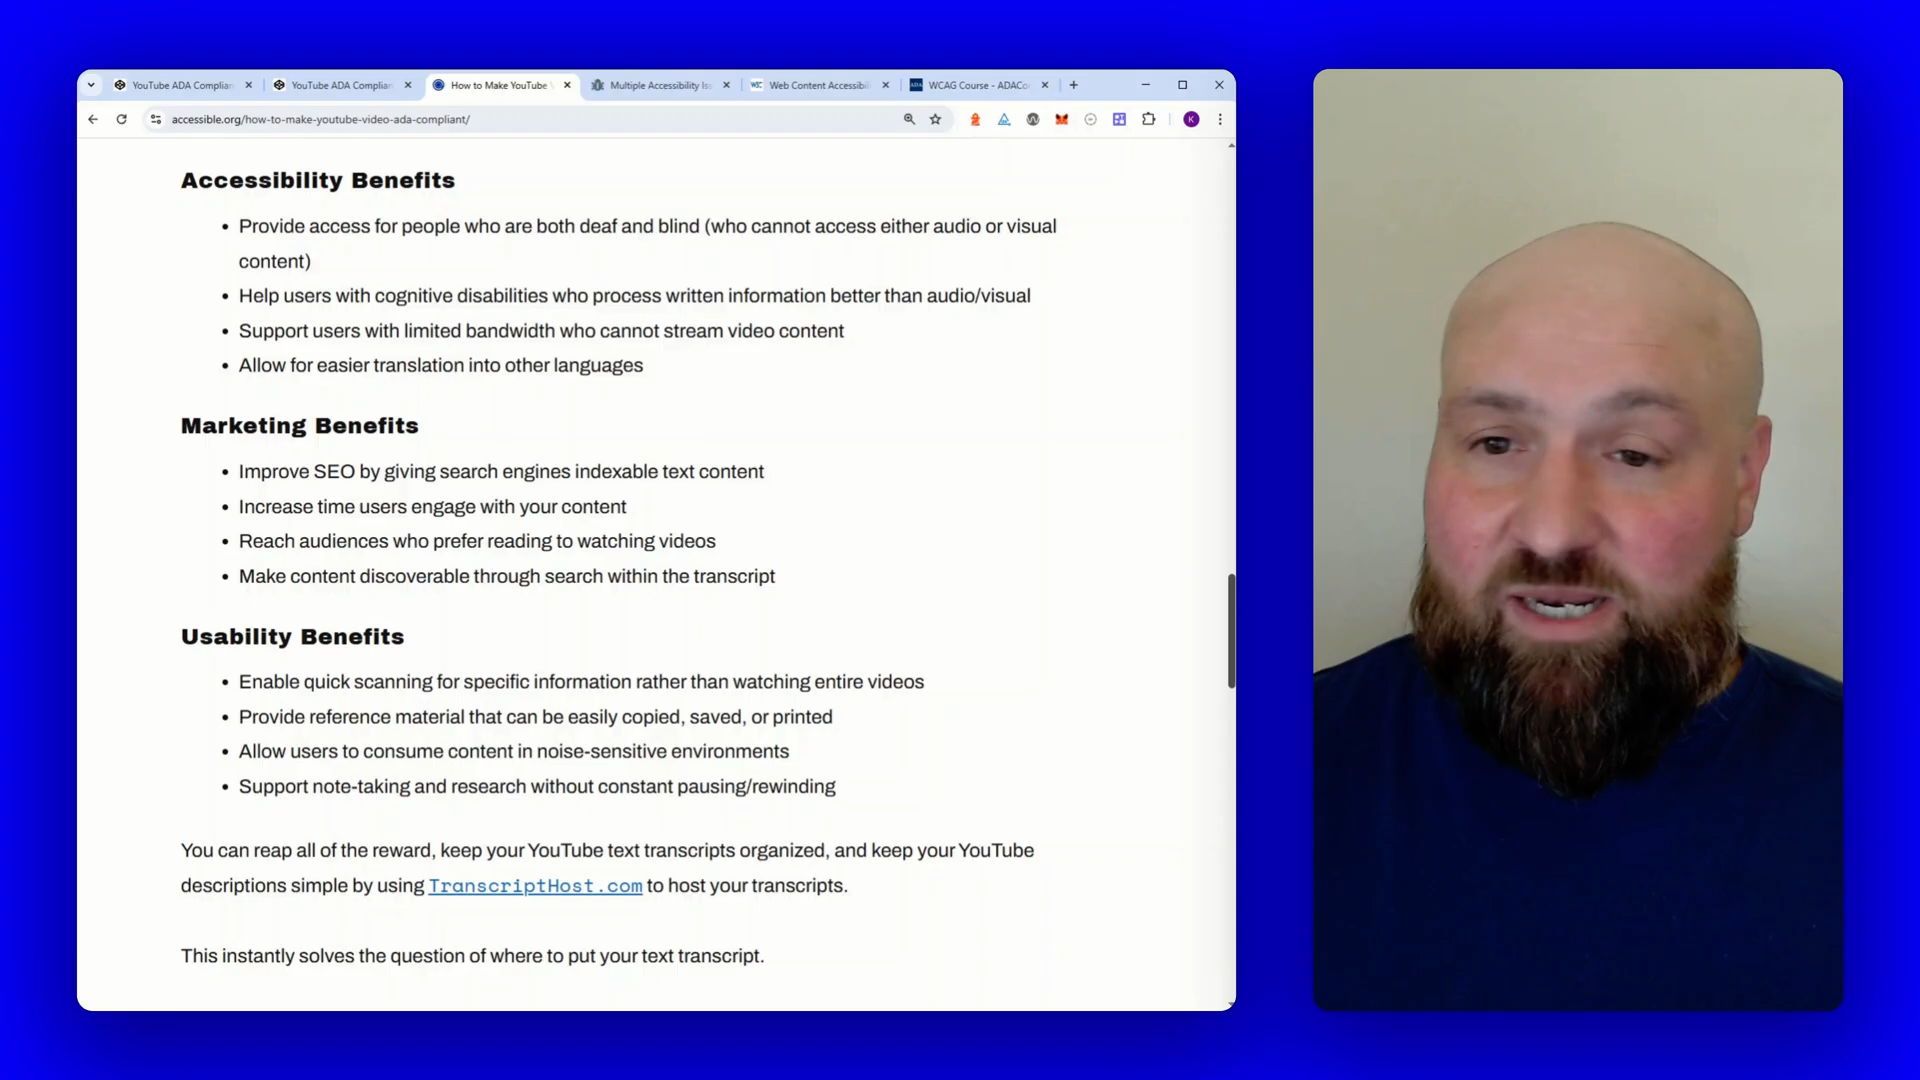 YouTube ADA Complian
YouTube ADA Complian
How to Make YouTube V
Multiple Accessibility Iss
Web Content Accessibili
WCAG Course - ADACo
accessible.org/how-to-make-youtube-video-ada-compliant/
K
Accessibility Benefits
• Provide access for people who are both deaf and blind (who cannot access either audio or visual
content)
• Help users with cognitive disabilities who process written information better than audio/visual
• Support users with limited bandwidth who cannot stream video content
• Allow for easier translation into other languages
Marketing Benefits
• Improve SEO by giving search engines indexable text content
• Increase time users engage with your content
• Reach audiences who prefer reading to watching videos
• Make content discoverable through search within the transcript
Usability Benefits
• Enable quick scanning for specific information rather than watching entire videos
• Provide reference material that can be easily copied, saved, or printed
• Allow users to consume content in noise-sensitive environments
• Support note-taking and research without constant pausing/rewinding
You can reap all of the reward, keep your YouTube text transcripts organized, and keep your YouTube
descriptions simple by using TranscriptHost.com to host your transcripts.
This instantly solves the question of where to put your text transcript.